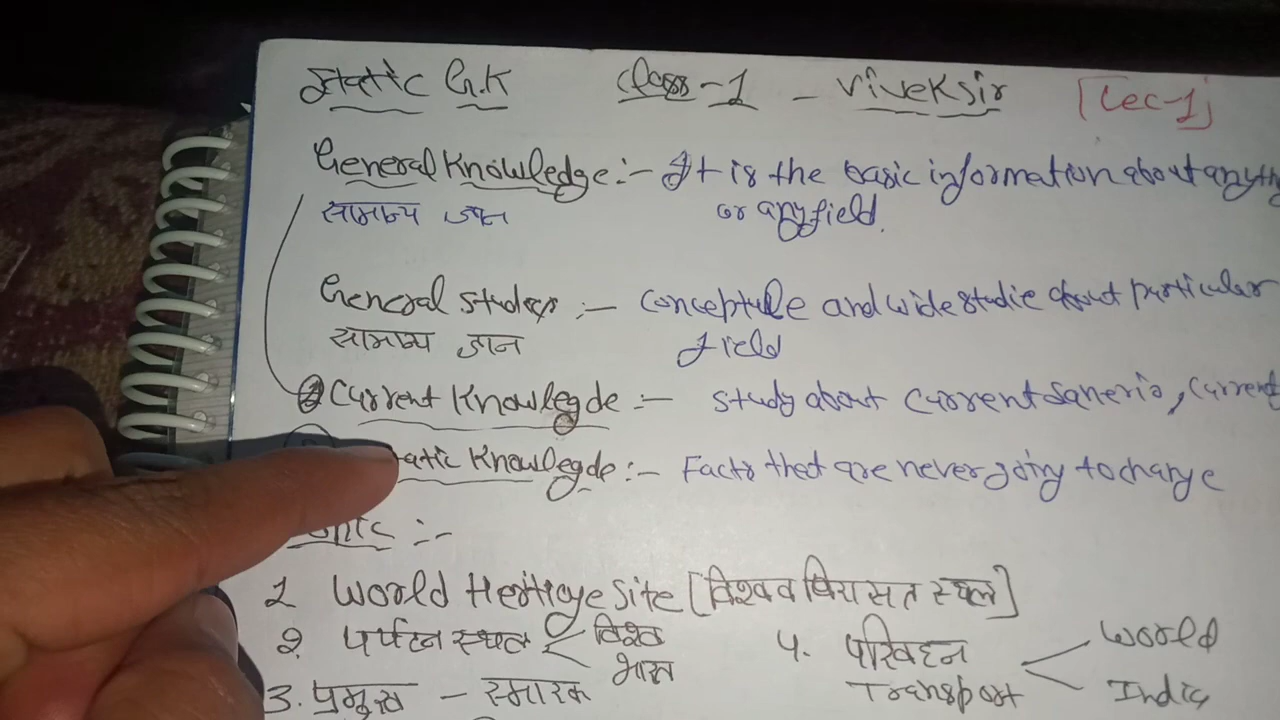 Static G.K Class-1 - Vivek sir [Lec-1]
General Knowledge:- It is the basic information about anyth
सामान्य ज्ञान or any field.
General studies :- Conceptule and wide studie about particular
सामान्य ज्ञान field
Current Knowlegde :- study about current sanerio, current
atic Knowlegde :- Facts that are never going to change
:-
1 World Heritage Site [विश्वव विरासत स्थल]
2. पर्यटन स्थल विश्व
भारत
4. परिवहन World
Transport India
3. प्रमुख - स्मारक